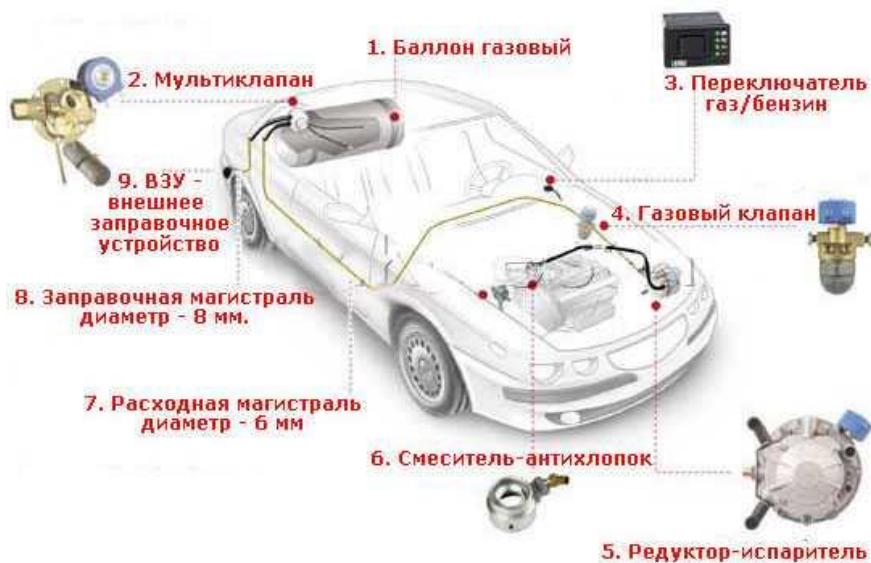 1. Баллон газовый
2. Мультиклапан
3. Переключатель
газ/бензин
4. Газовый клапан
5. Редуктор-испаритель
6. Смеситель-антихлопок
7. Расходная магистраль
диаметр - 6 мм
8. Заправочная магистраль
диаметр - 8 мм.
9. ВЗУ -
внешнее
заправочное
устройство